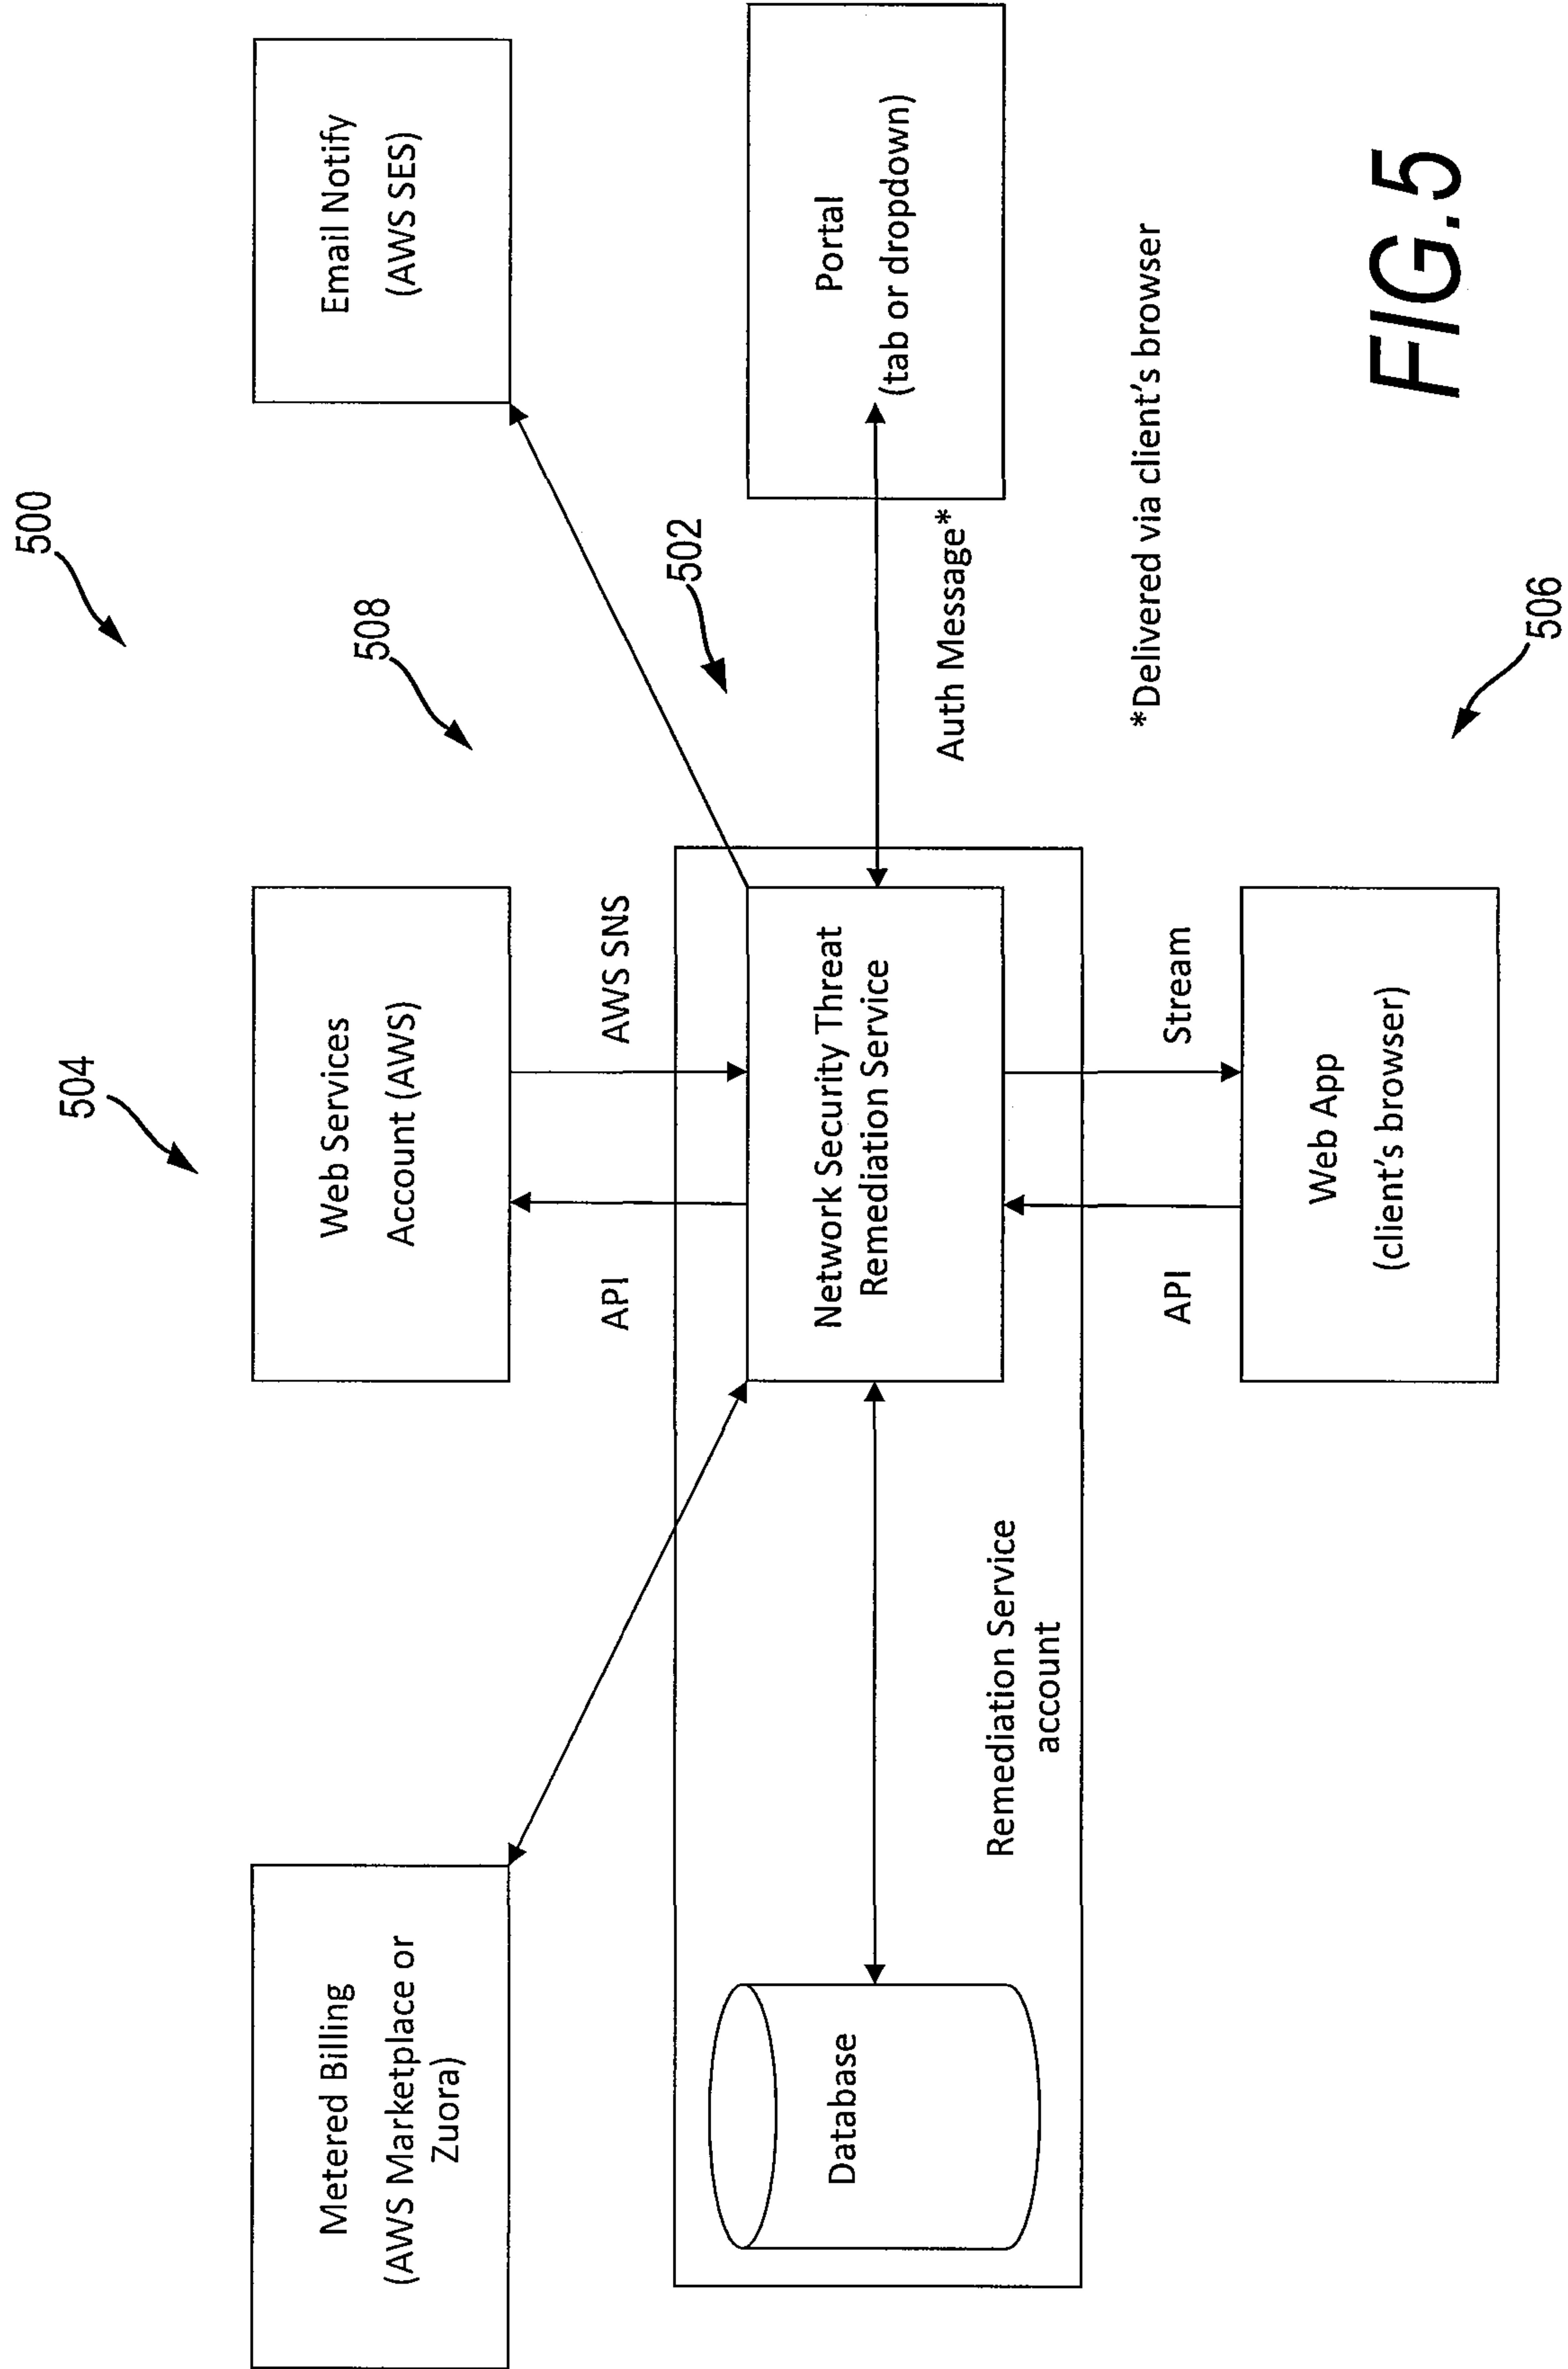 500
504
508
Metered Billing
(AWS Marketplace or
Zuora)
Web Services
Account (AWS)
Email Notify
(AWS SES)
API
AWS SNS
502
Database
Network Security Threat
Remediation Service
Portal
(tab or dropdown)
Auth Message*
Remediation Service
account
*Delivered via client's browser
API
Stream
Web App
(client's browser)
506
FIG.5